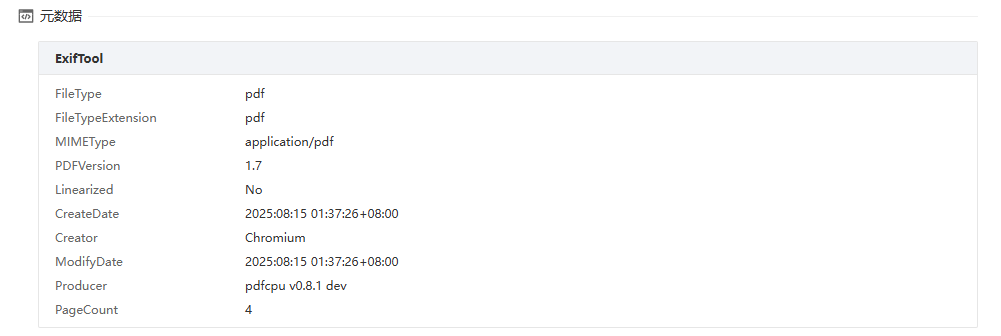 元数据
ExifTool
FileType pdf
FileTypeExtension pdf
MIMEType application/pdf
PDFVersion 1.7
Linearized No
CreateDate 2025:08:15 01:37:26+08:00
Creator Chromium
ModifyDate 2025:08:15 01:37:26+08:00
Producer pdfcpu v0.8.1 dev
PageCount 4